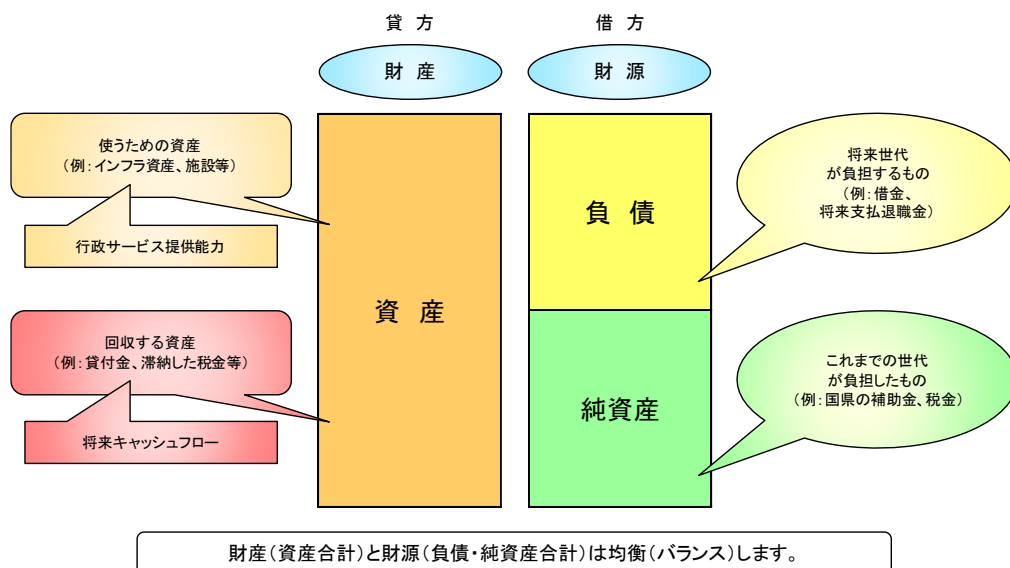 貸 方
借 方
財 産
財 源
使うための資産
（例：インフラ資産、施設等）
行政サービス提供能力
回収する資産
（例：貸付金、滞納した税金等）
将来キャッシュフロー
資 産
負 債
純資産
将来世代
が負担するもの
（例：借金、
将来支払退職金）
これまでの世代
が負担したもの
（例：国県の補助金、税金）
財産（資産合計）と財源（負債・純資産合計）は均衡（バランス）します。